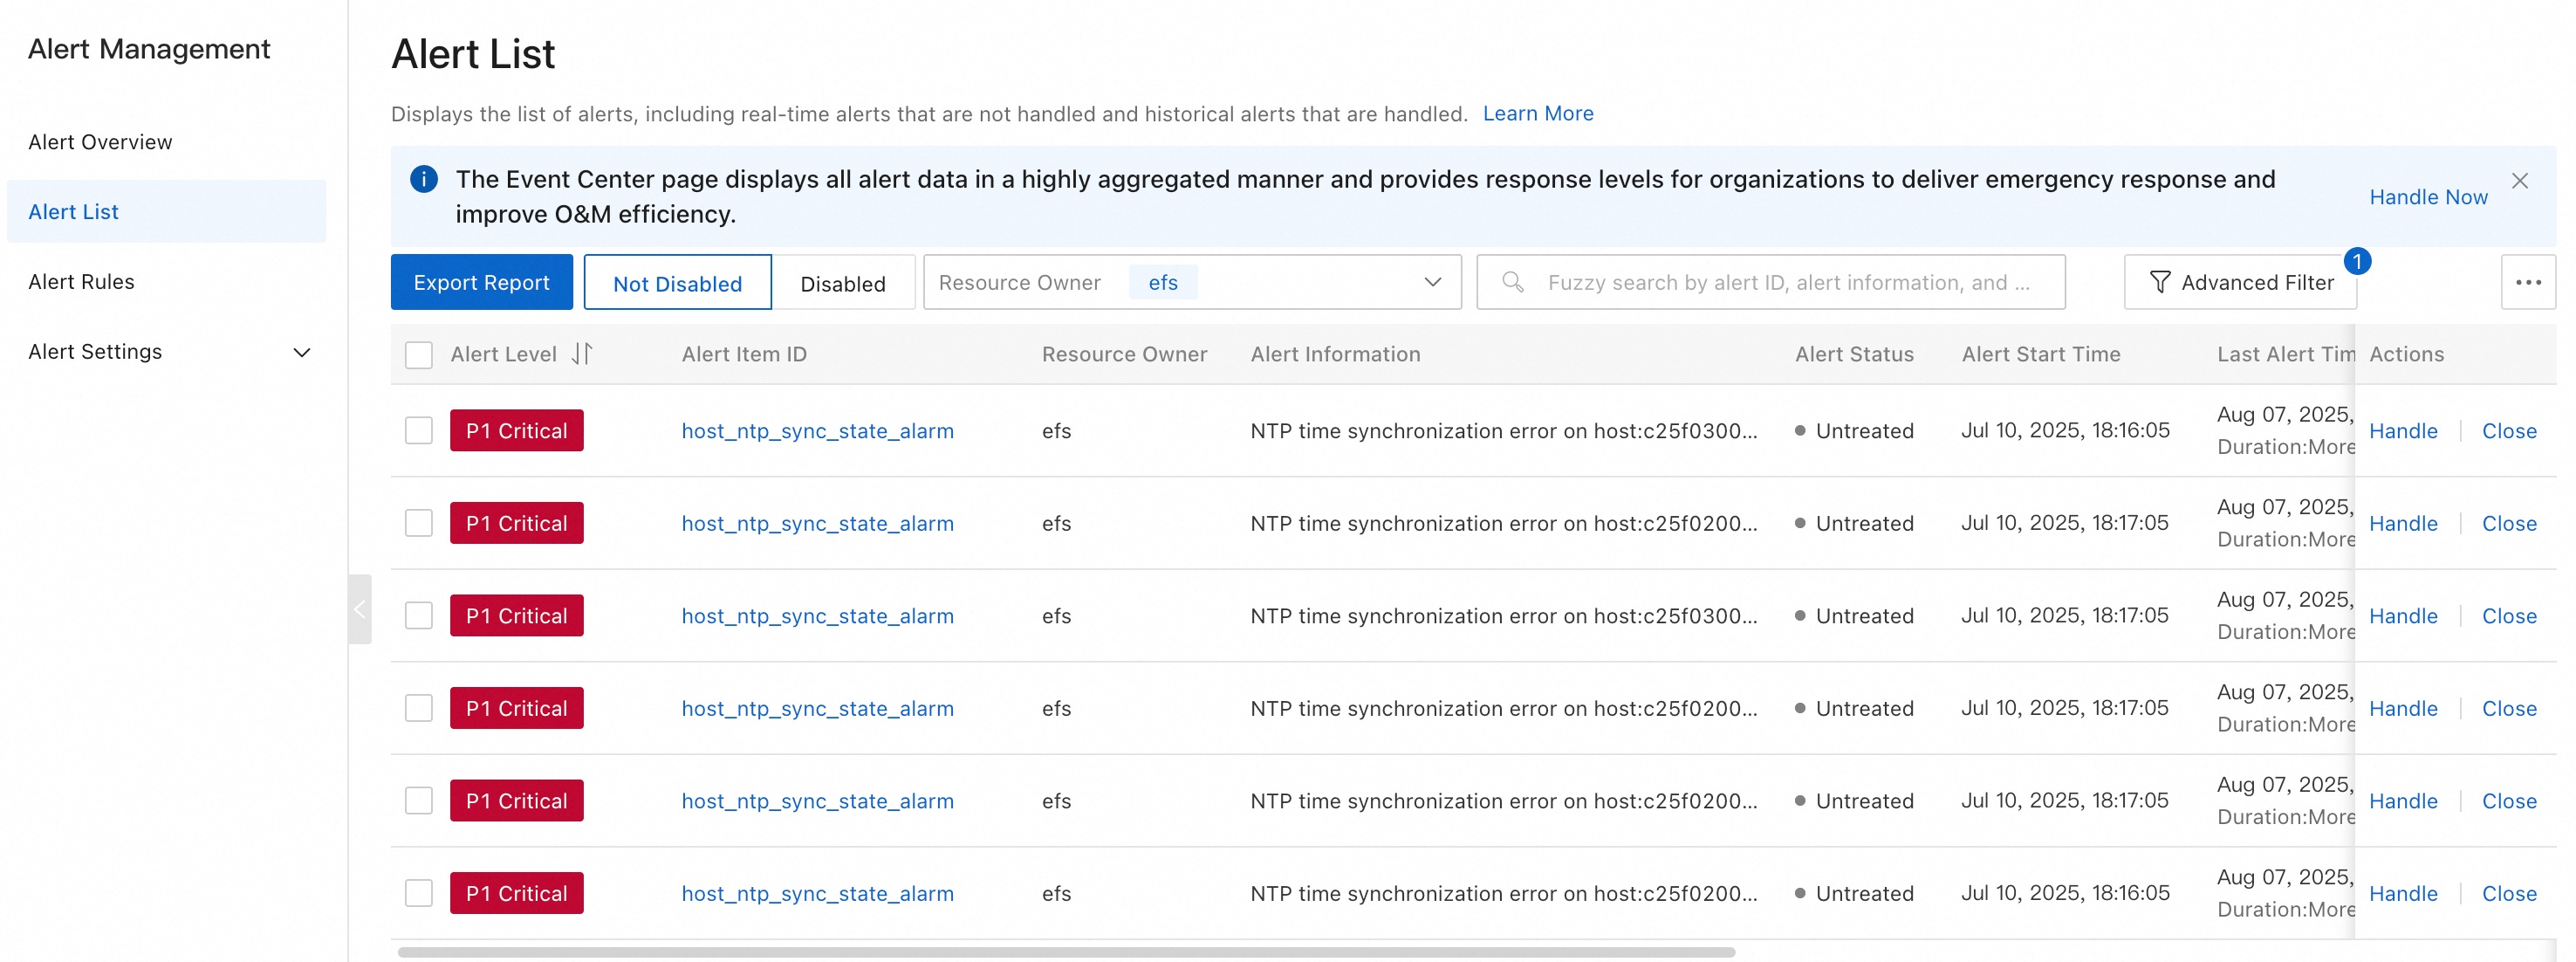 Alert Management
Alert Overview
Alert List
Alert Rules
Alert Settings
Alert List
Displays the list of alerts, including real-time alerts that are not handled and historical alerts that are handled. Learn More
The Event Center page displays all alert data in a highly aggregated manner and provides response levels for organizations to deliver emergency response and
improve O&M efficiency.
Handle Now
Export Report Not Disabled Disabled Resource Owner efs Fuzzy search by alert ID, alert information, and ... Advanced Filter 1
Alert Level Alert Item ID Resource Owner Alert Information Alert Status Alert Start Time Last Alert Tim Actions
P1 Critical host_ntp_sync_state_alarm efs NTP time synchronization error on host:c25f0300... Untreated Jul 10, 2025, 18:16:05 Aug 07, 2025, Handle Close
Duration:More
P1 Critical host_ntp_sync_state_alarm efs NTP time synchronization error on host:c25f0200... Untreated Jul 10, 2025, 18:17:05 Aug 07, 2025, Handle Close
Duration:More
P1 Critical host_ntp_sync_state_alarm efs NTP time synchronization error on host:c25f0300... Untreated Jul 10, 2025, 18:17:05 Aug 07, 2025, Handle Close
Duration:More
P1 Critical host_ntp_sync_state_alarm efs NTP time synchronization error on host:c25f0200... Untreated Jul 10, 2025, 18:17:05 Aug 07, 2025, Handle Close
Duration:More
P1 Critical host_ntp_sync_state_alarm efs NTP time synchronization error on host:c25f0200... Untreated Jul 10, 2025, 18:17:05 Aug 07, 2025, Handle Close
Duration:More
P1 Critical host_ntp_sync_state_alarm efs NTP time synchronization error on host:c25f0200... Untreated Jul 10, 2025, 18:16:05 Aug 07, 2025, Handle Close
Duration:More